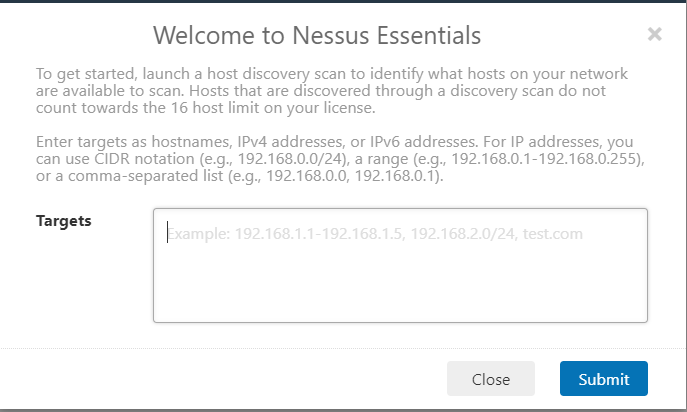 Welcome to Nessus Essentials
To get started, launch a host discovery scan to identify what hosts on your network
are available to scan. Hosts that are discovered through a discovery scan do not
count towards the 16 host limit on your license.
Enter targets as hostnames, IPv4 addresses, or IPv6 addresses. For IP addresses, you
can use CIDR notation (e.g., 192.168.0.0/24), a range (e.g., 192.168.0.1-192.168.0.255),
or a comma-separated list (e.g., 192.168.0.0, 192.168.0.1).
Targets
Example: 192.168.1.1-192.168.1.5, 192.168.2.0/24, test.com
Close
Submit